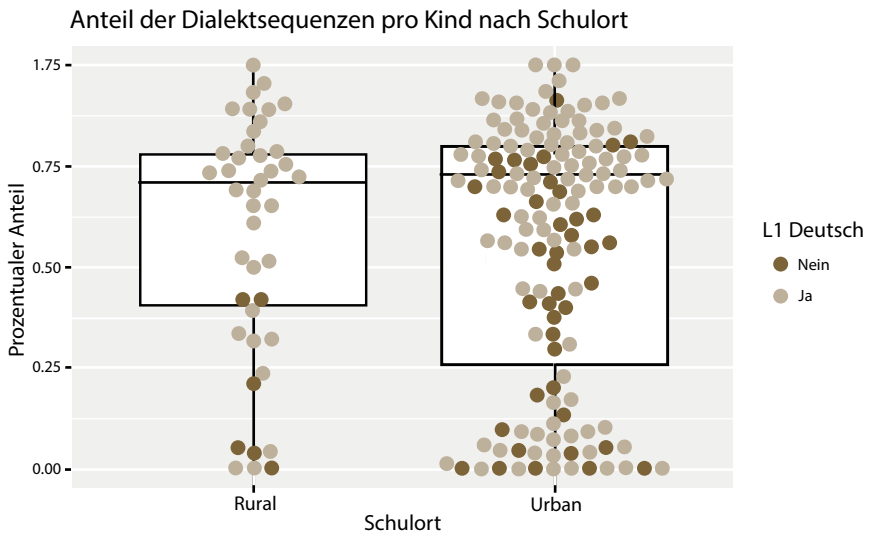 Anteil der Dialektsequenzen pro Kind nach Schulort
Prozentualer Anteil
1.75
0.75
0.50
0.25
0.00
Rural
Urban
Schulort
L1 Deutsch
Nein
Ja